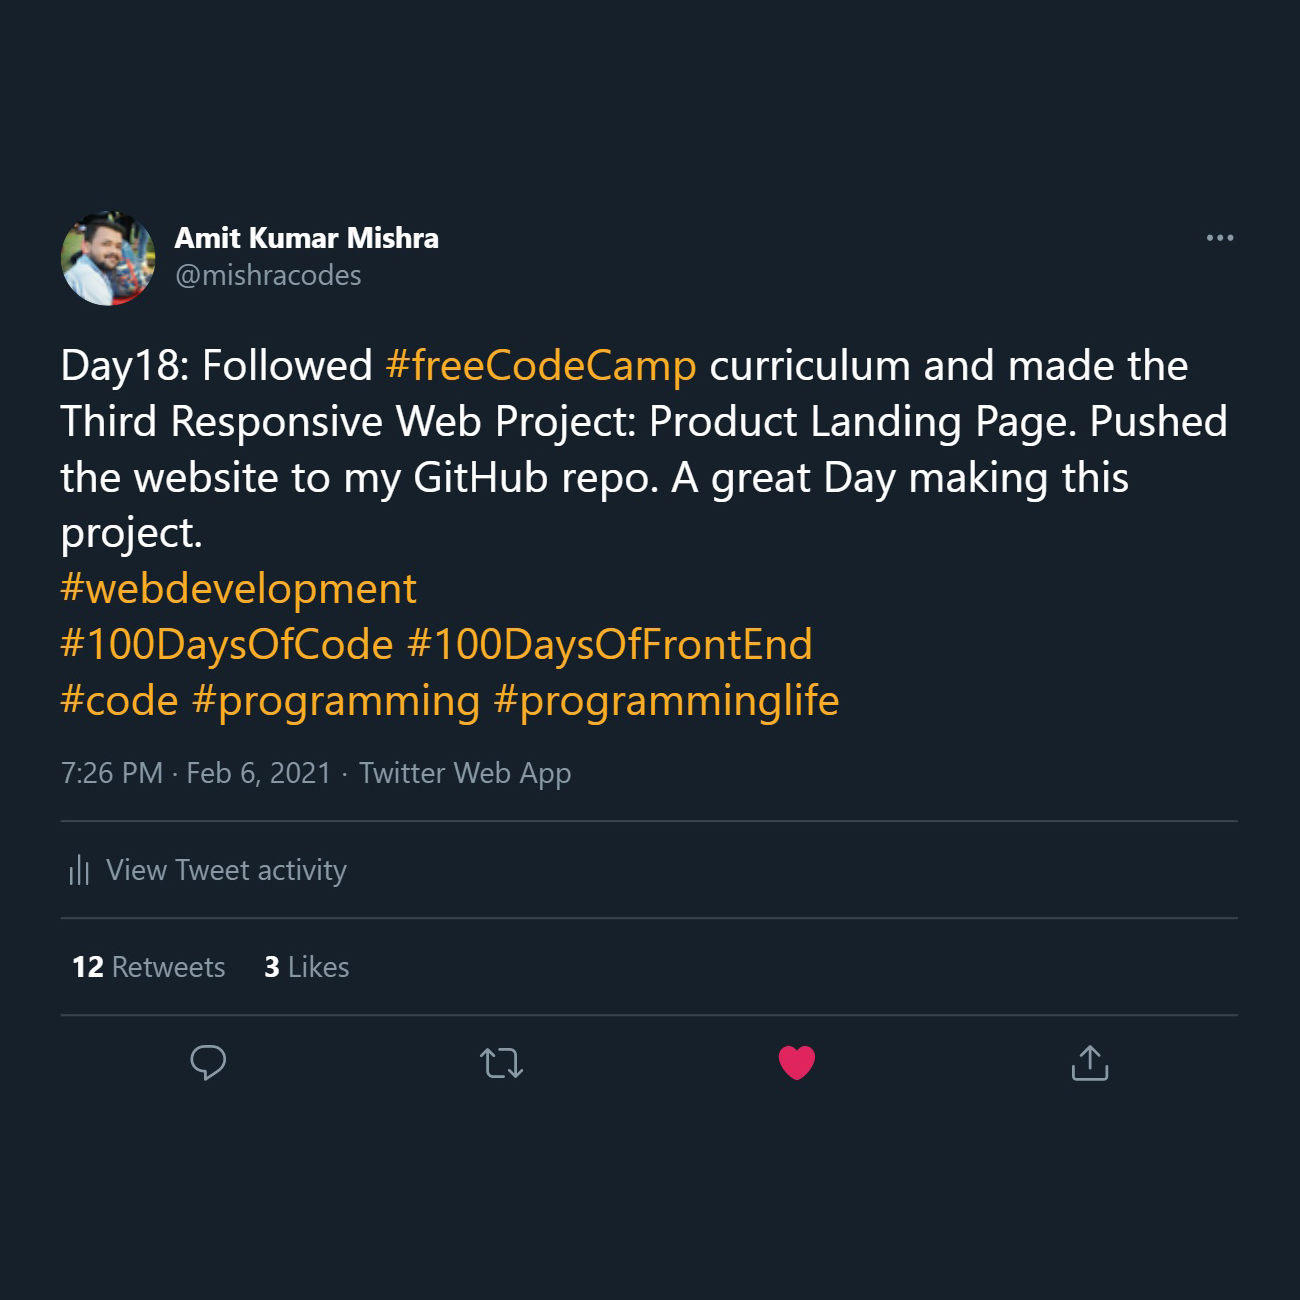 Amit Kumar Mishra
@mishracodes
Day18: Followed #freeCodeCamp curriculum and made the
Third Responsive Web Project: Product Landing Page. Pushed
the website to my GitHub repo. A great Day making this
project.
#webdevelopment
#100DaysOfCode #100DaysOfFrontEnd
#code #programming #programminglife
7:26 PM · Feb 6, 2021 · Twitter Web App
View Tweet activity
12 Retweets 3 Likes